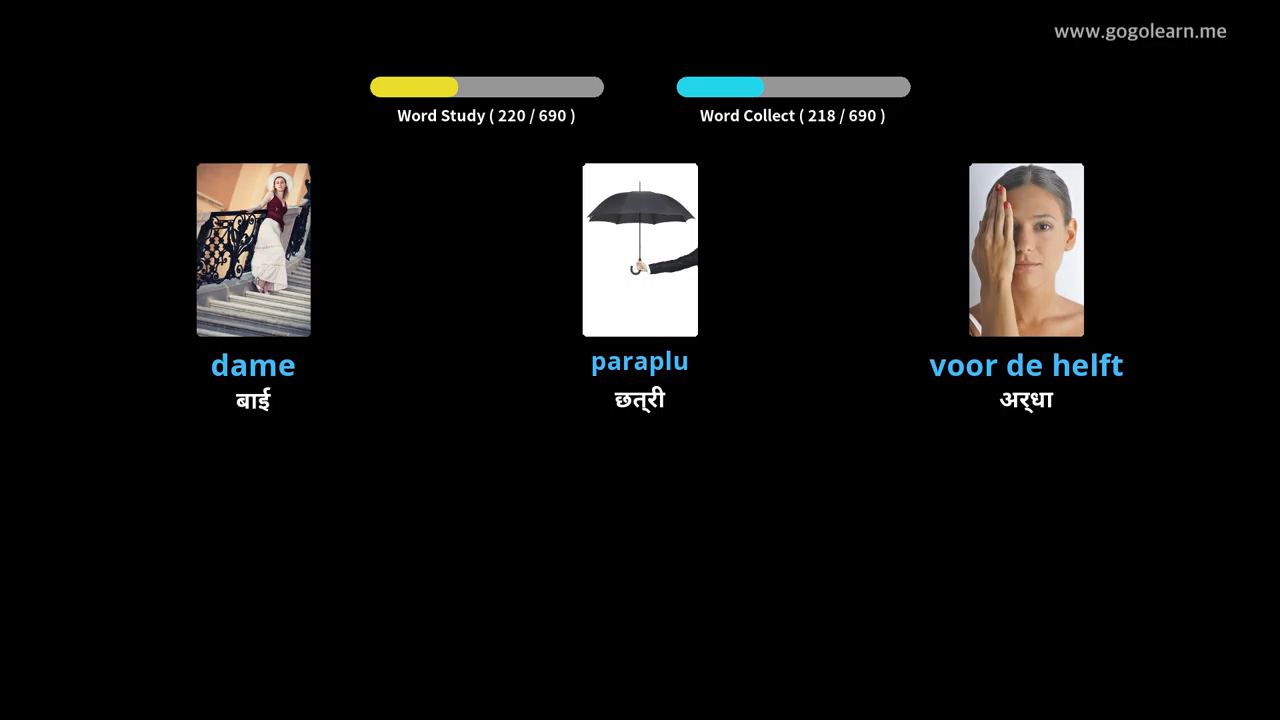 www.gogolearn.me
Word Study ( 220 / 690 )
Word Collect ( 218 / 690 )
dame
paraplu
voor de helft
बाई
छत्री
अर्धा